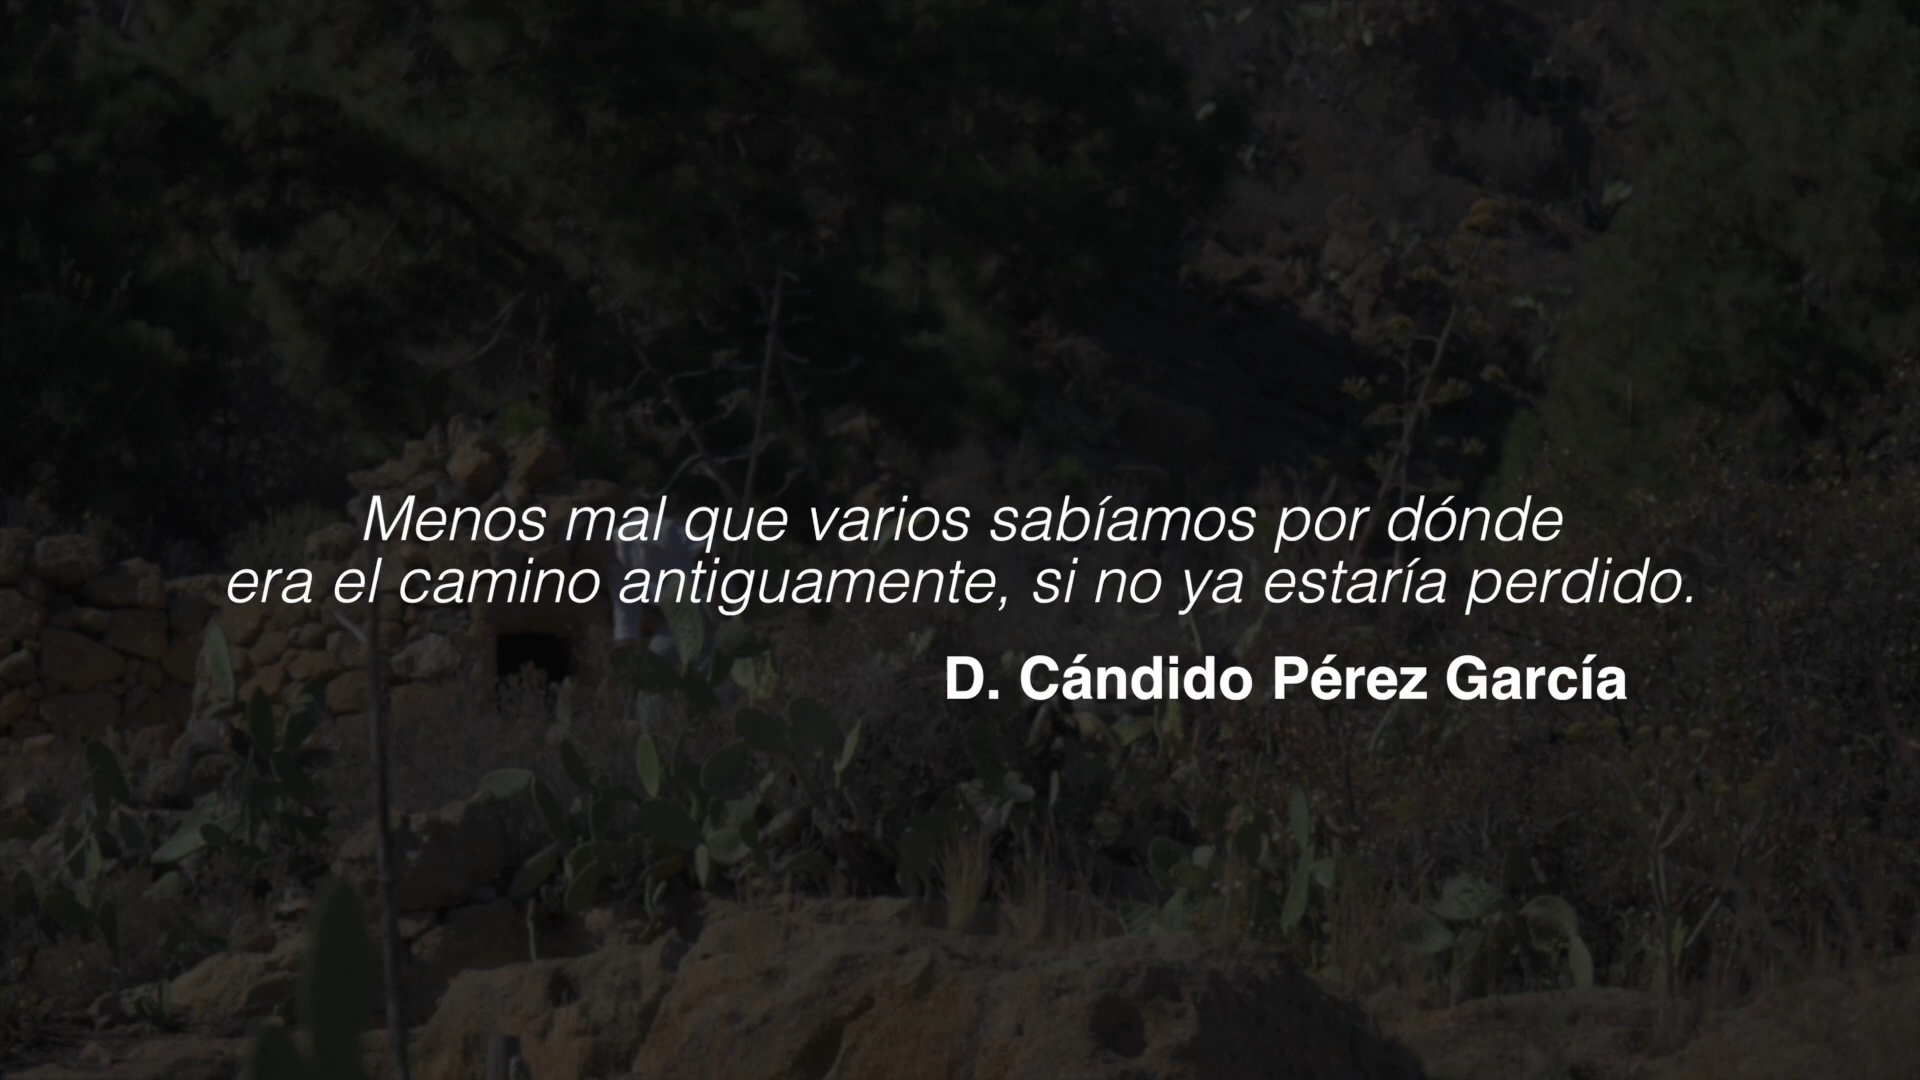 Menos mal que varios sabíamos por dónde
era el camino antiguamente, si no ya estaría perdido.
D. Cándido Pérez García